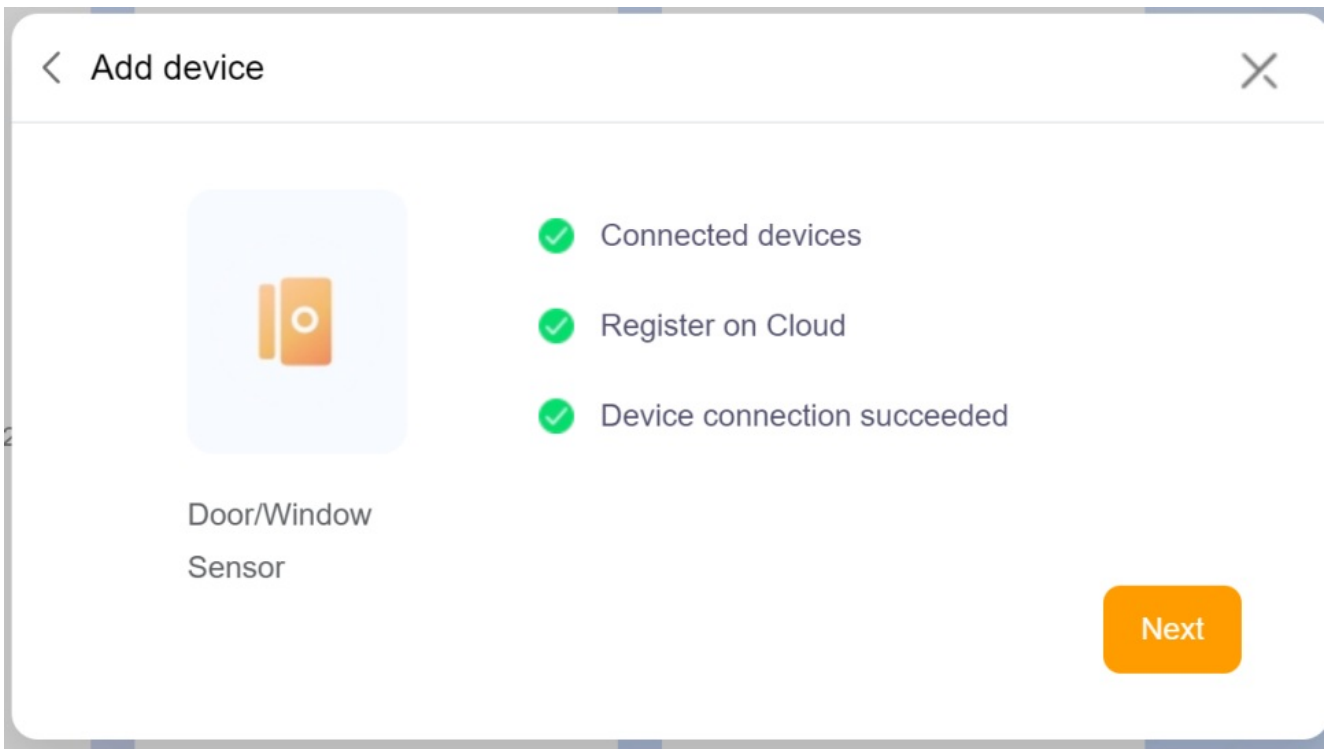 Add device
Connected devices
Register on Cloud
Device connection succeeded
Door/Window
Sensor
Next